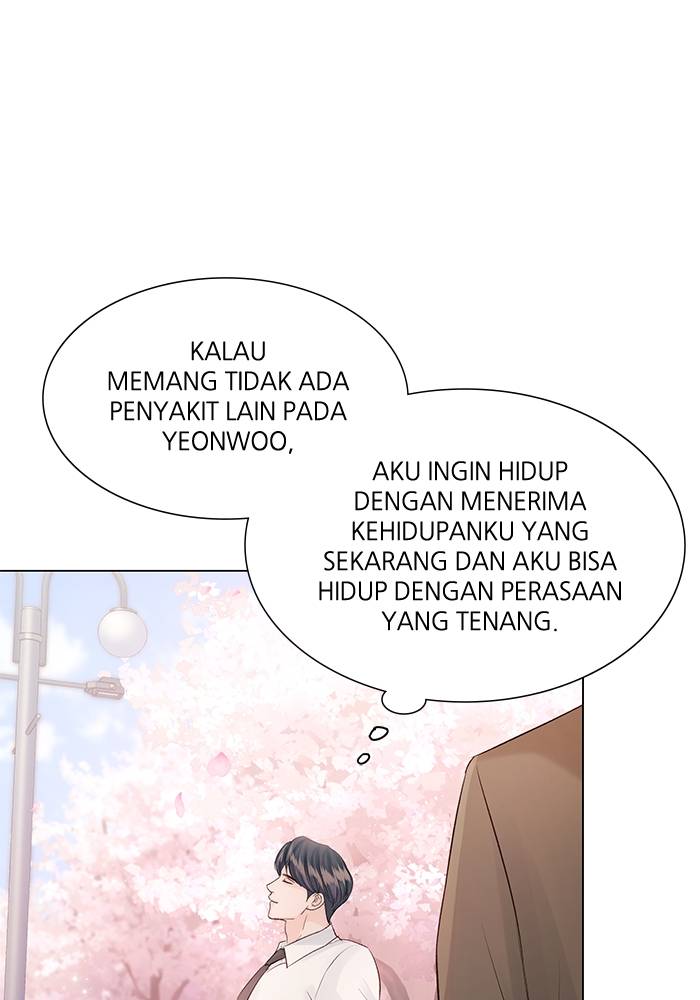 KALAU
MEMANG TIDAK ADA
PENYAKIT LAIN PADA
YEONWOO,
AKU INGIN HIDUP
DENGAN MENERIMA
KEHIDUPANKU YANG
SEKARANG DAN AKU BISA
HIDUP DENGAN PERASAAN
YANG TENANG.